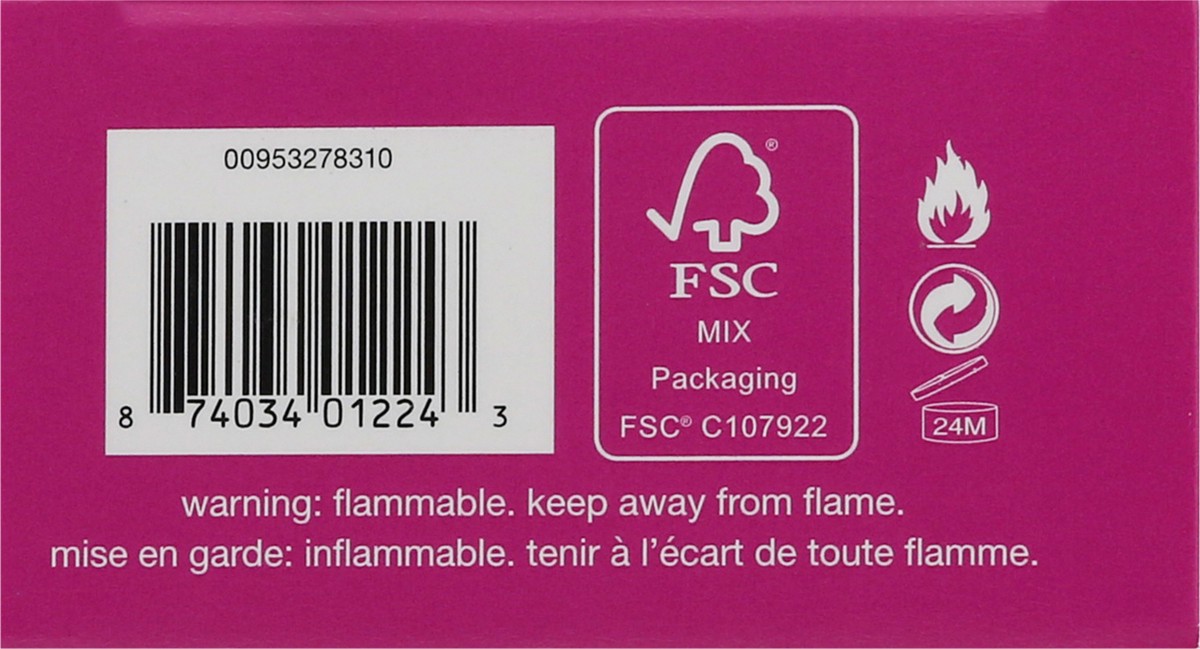 00953278310
8 74034 01224 3
®
FSC
MIX
Packaging
FSC® C107922
24M
warning: flammable. keep away from flame.
mise en garde: inflammable. tenir à l'écart de toute flamme.